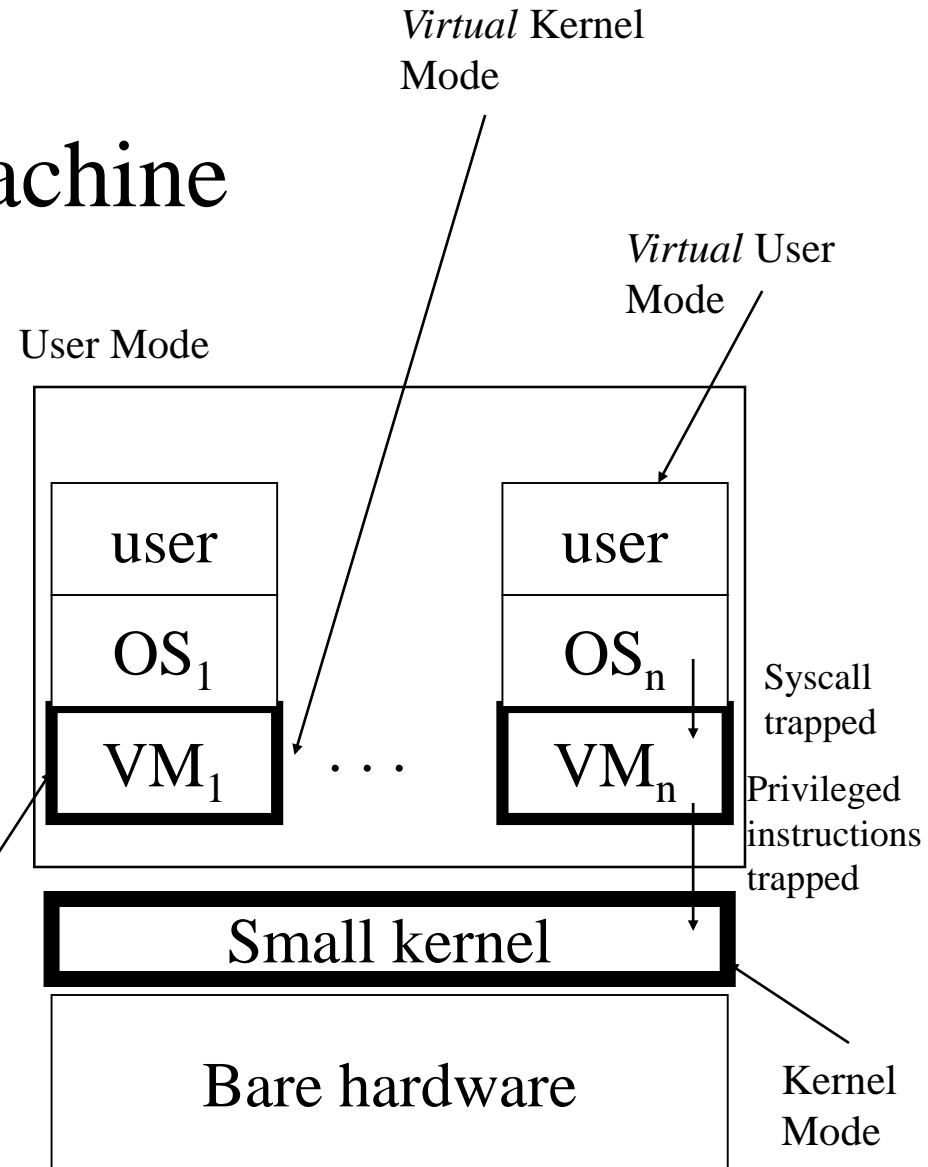 Virtual Kernel
Mode
achine
Virtual User
Mode
User Mode
user
user
OS1
OSn
Syscall
trapped
VM1
. . .
VMn
Privileged
instructions
trapped
Small kernel
Bare hardware
Kernel
Mode